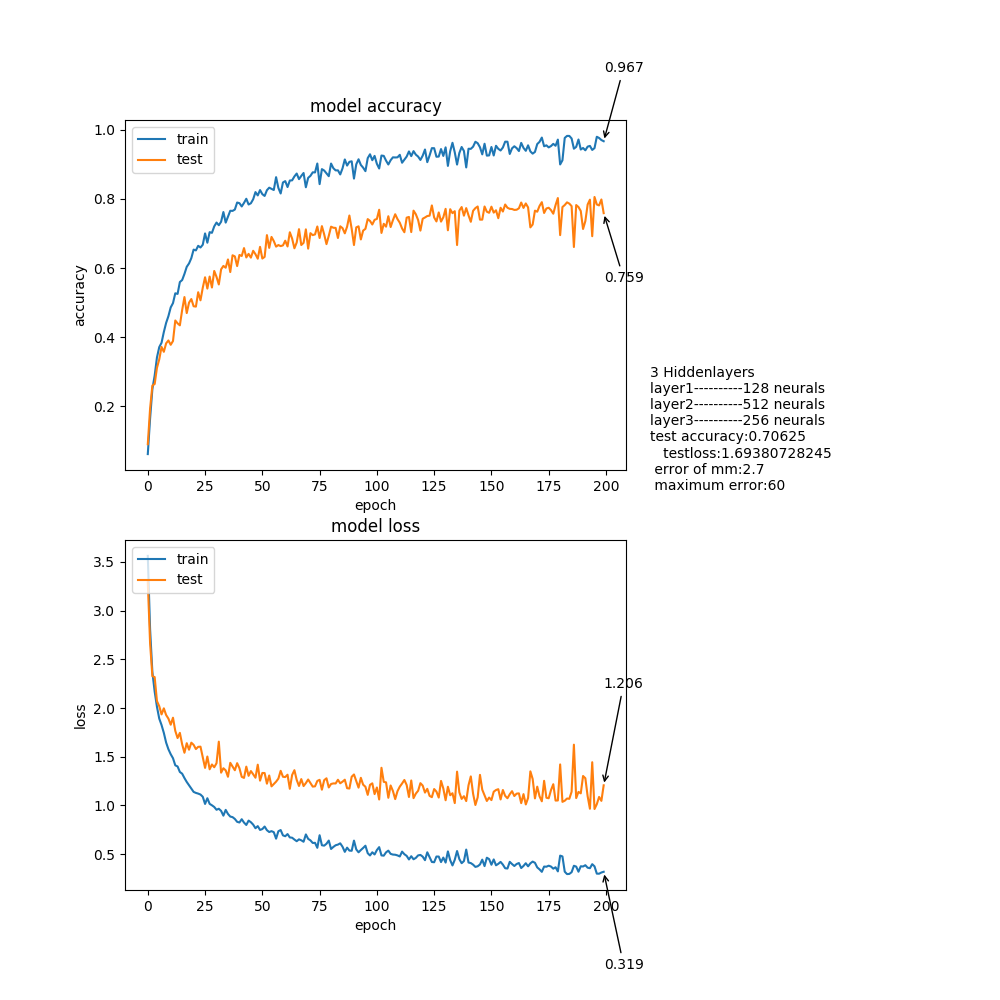 0.967
model accuracy
1.0
0.8
0.6
0.4
0.2
accuracy
train
test
0.759
0 25 50 75 100 125 150 175 200
epoch
3 Hiddenlayers
layer1----------128 neurals
layer2----------512 neurals
layer3----------256 neurals
test accuracy:0.70625
testloss:1.69380728245
error of mm:2.7
maximum error:60
model loss
3.5
3.0
2.5
2.0
1.5
1.0
0.5
loss
train
test
1.206
0 25 50 75 100 125 150 175 200
epoch
0.319